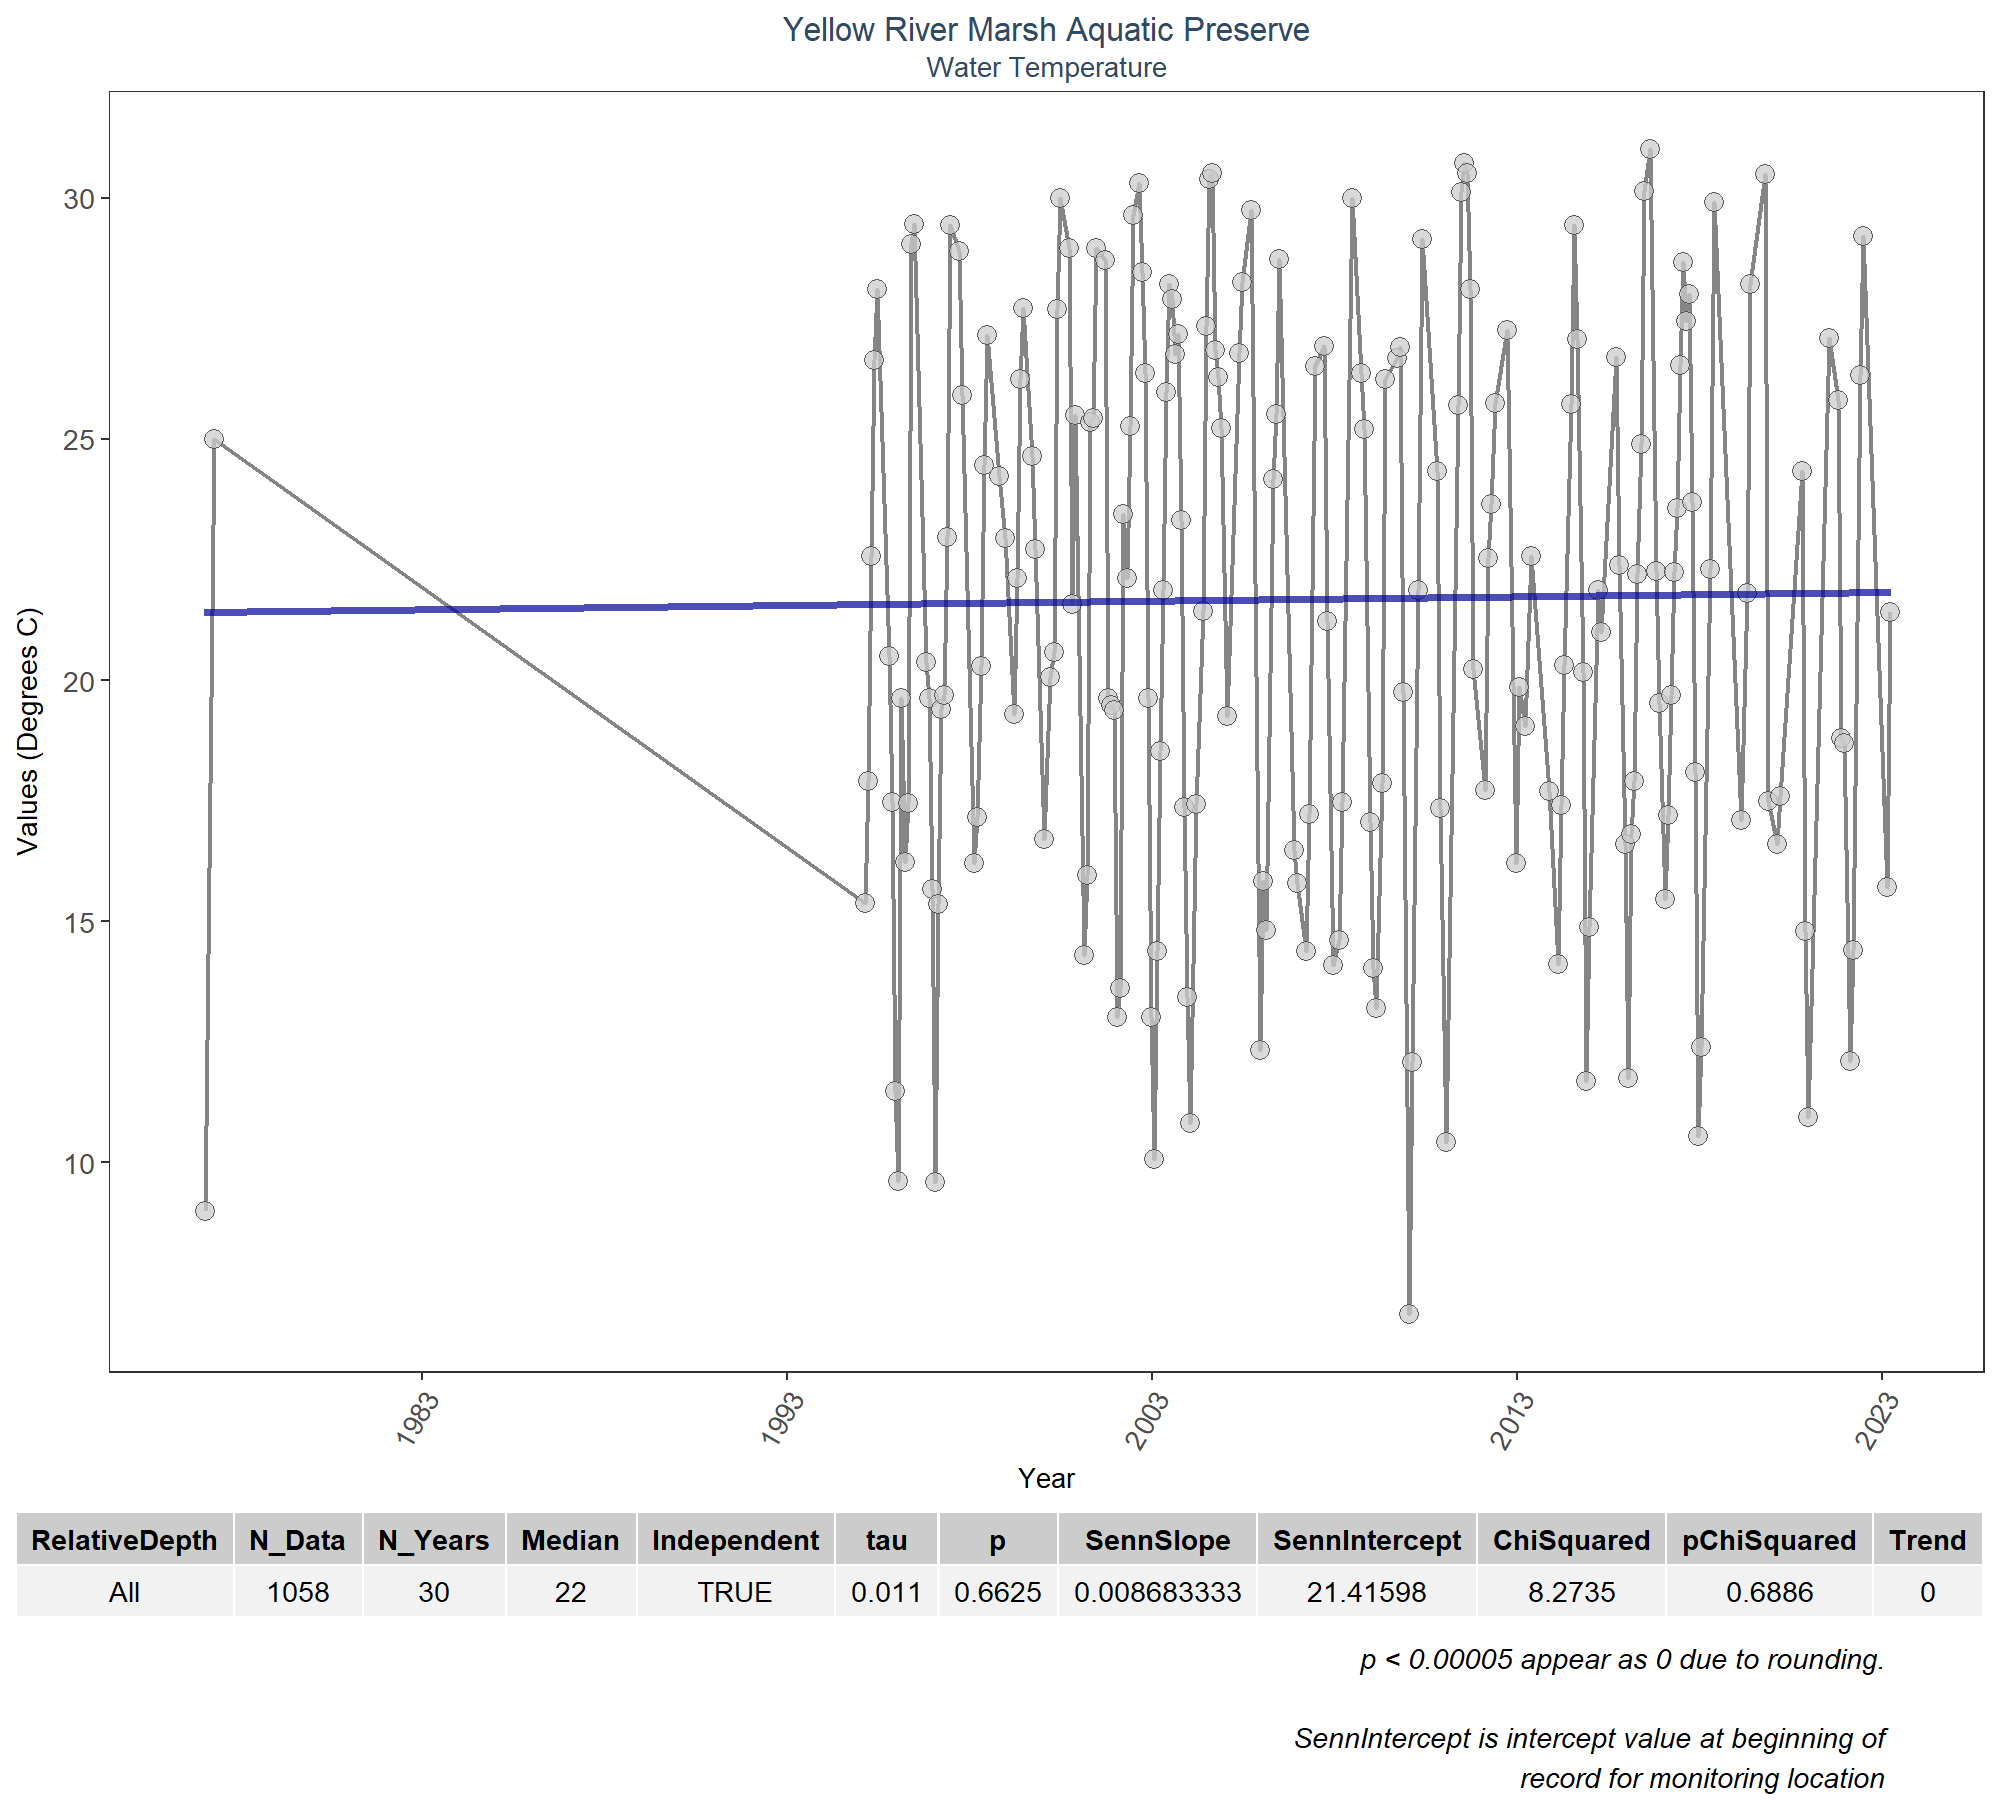 Yellow River Marsh Aquatic Preserve
Water Temperature
Values (Degrees C)
30
25
20
15
10
1983
1993
2003
2013
2023
Year
RelativeDepth N_Data N_Years Median Independent tau p SennSlope SennIntercept ChiSquared pChiSquared Trend
All 1058 30 22 TRUE 0.011 0.6625 0.008683333 21.41598 8.2735 0.6886 0
p < 0.00005 appear as 0 due to rounding.
SennIntercept is intercept value at beginning of
record for monitoring location